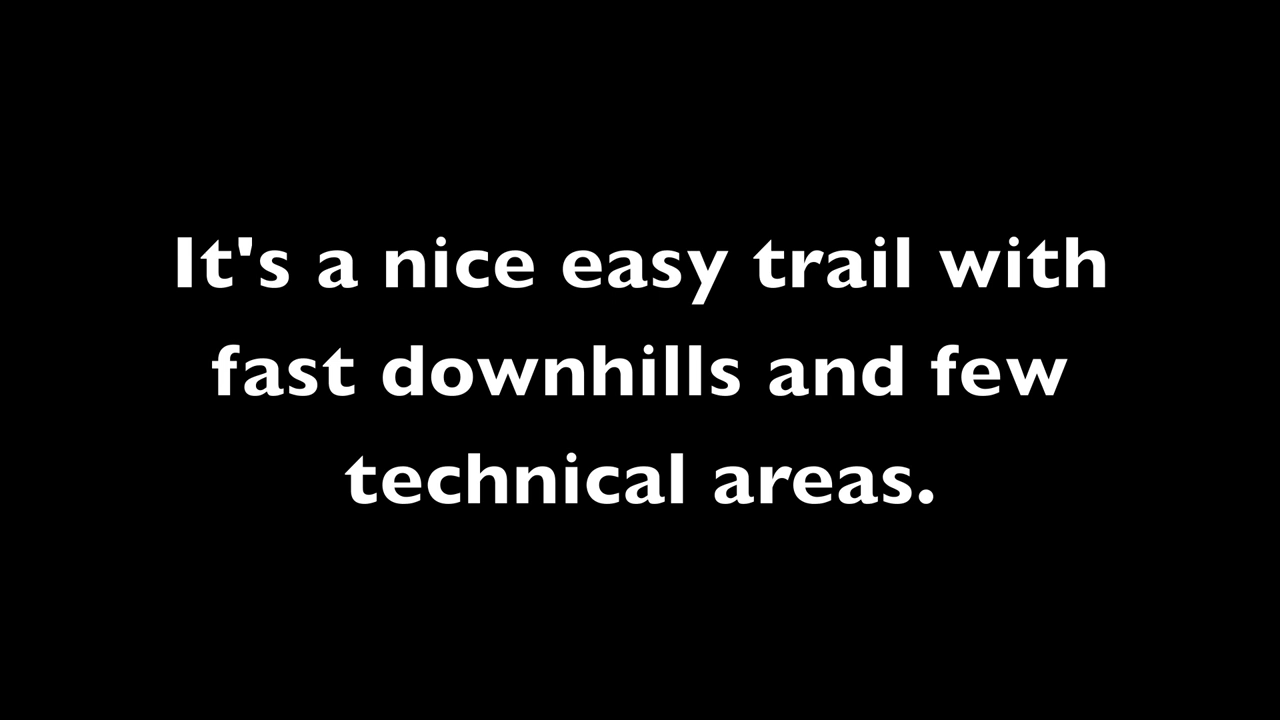 It's a nice easy trail with
fast downhills and few
technical areas.